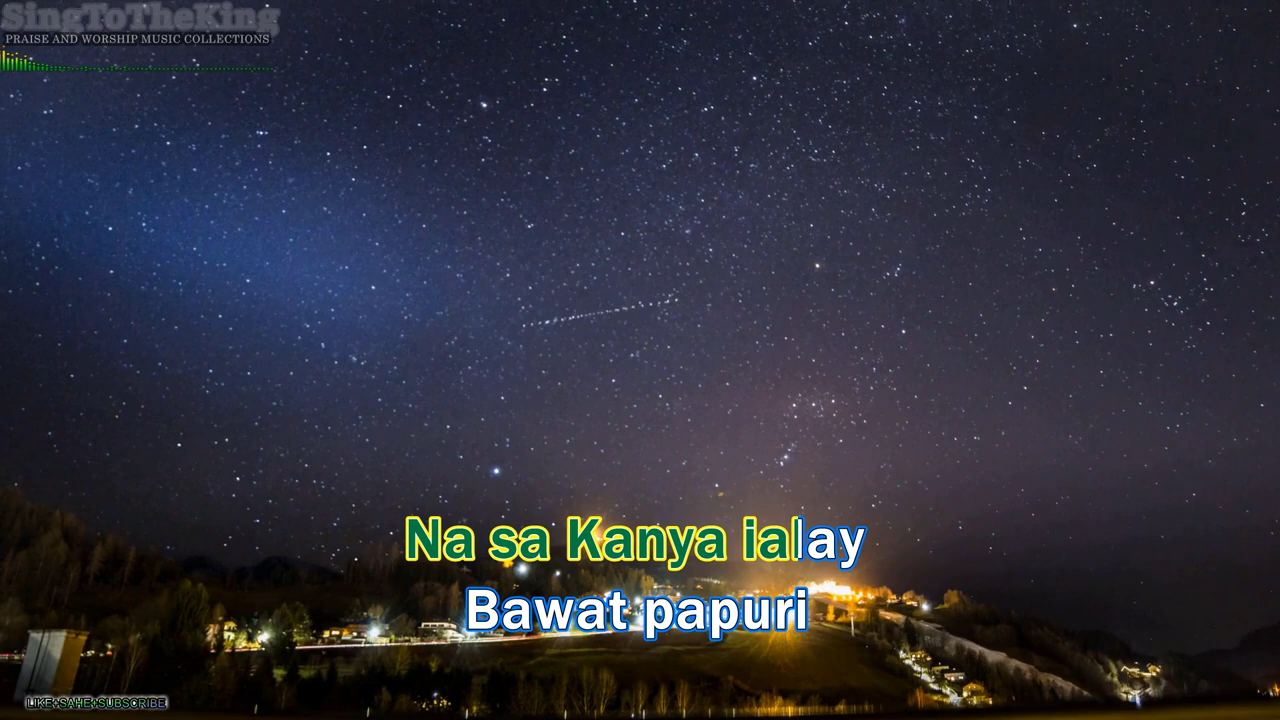 SingToTheKing
PRAISE AND WORSHIP MUSIC COLLECTIONS
Na sa Kanya ialay
Bawat papuri
LIKE+SAHE+SUBSCRIBE